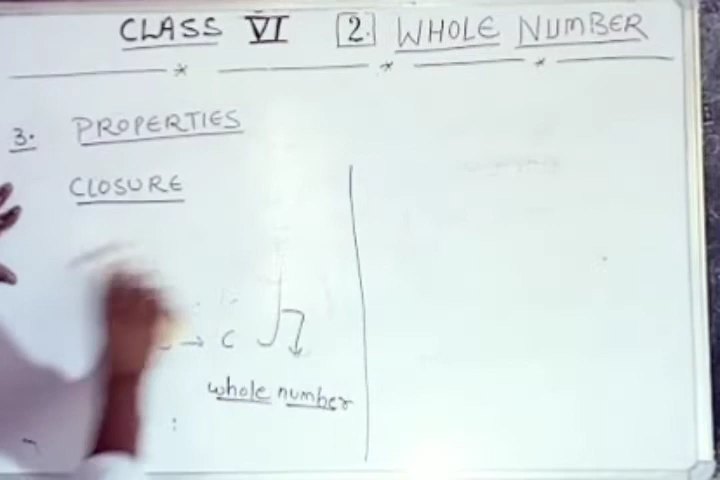 CLASS VI 2. WHOLE NUMBER
3. PROPERTIES
CLOSURE
→ C
whole number
: